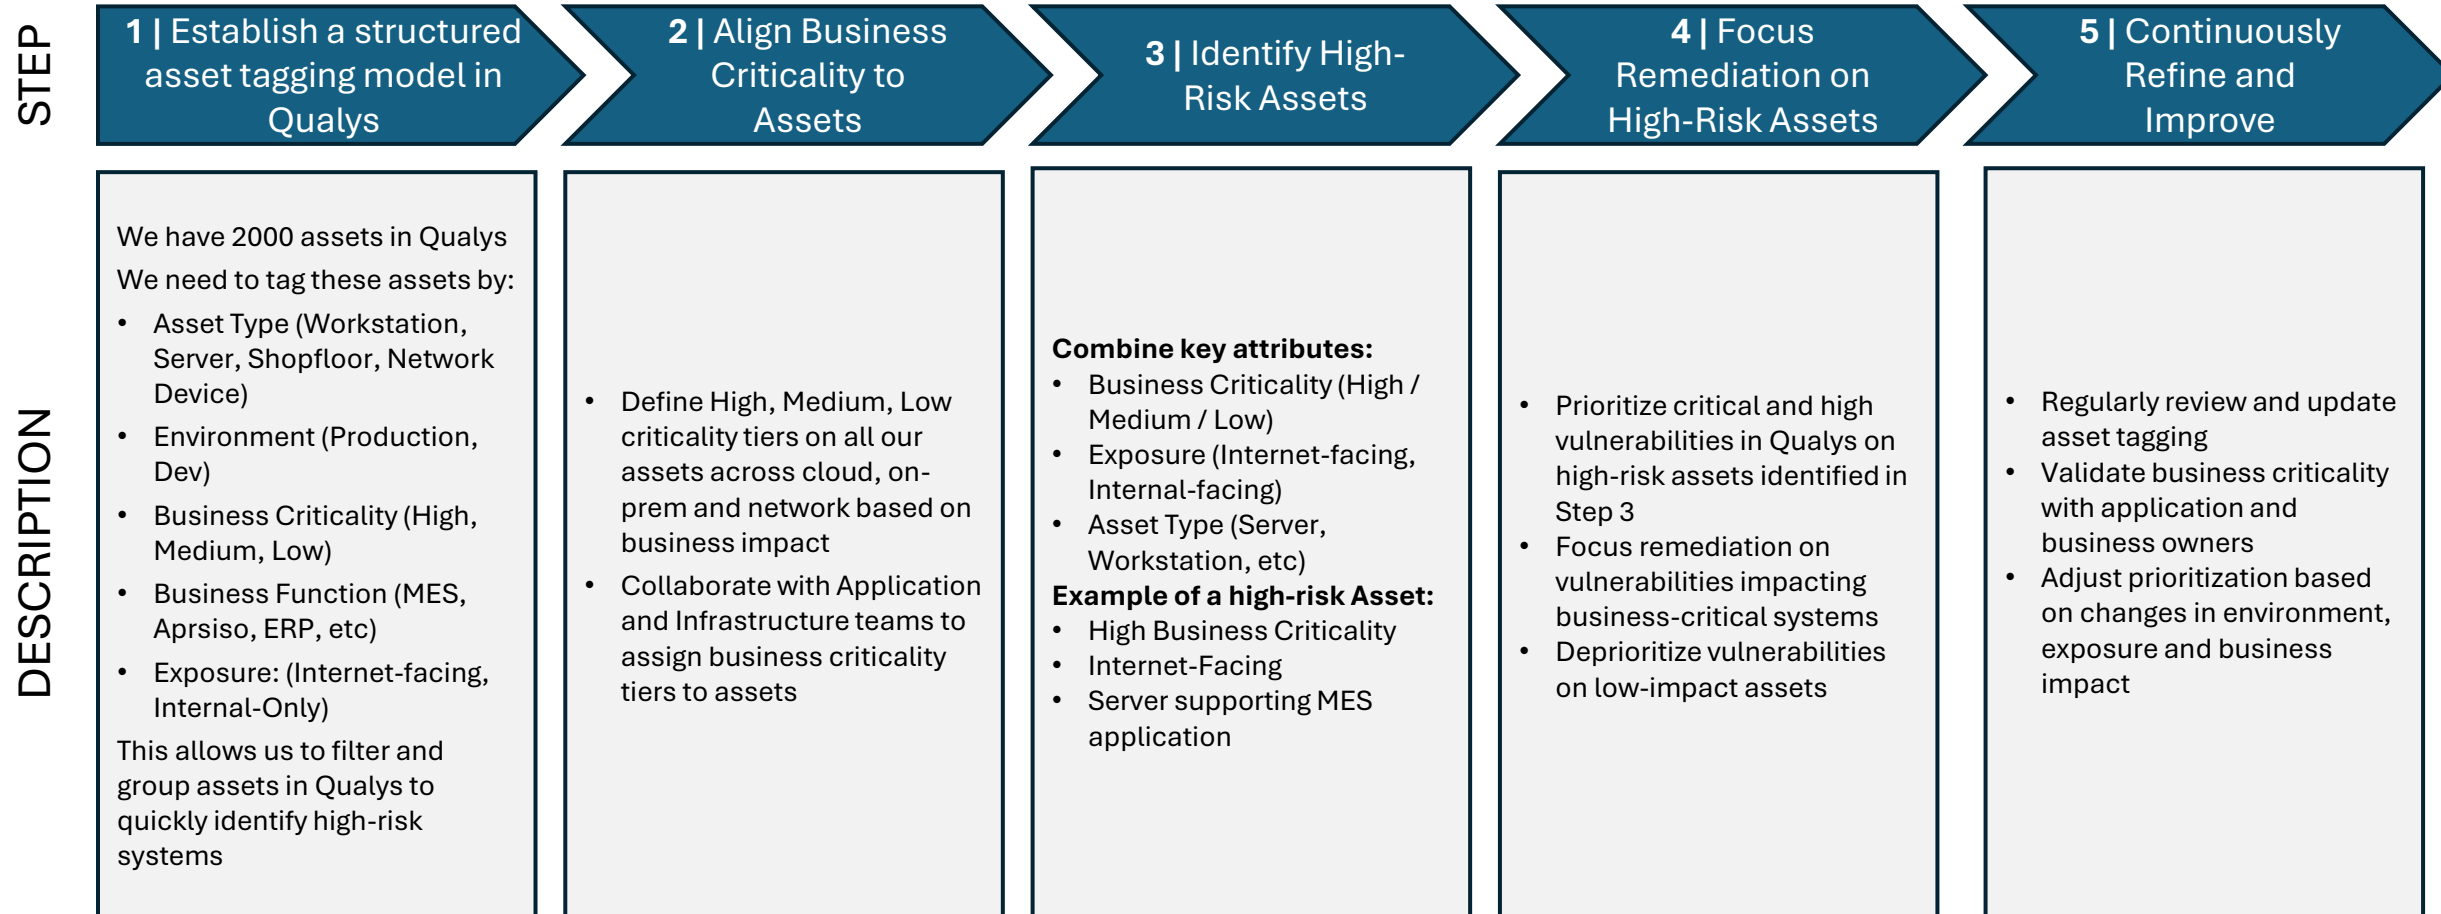 STEP
1 | Establish a structured
asset tagging model in
Qualys
2 | Align Business
Criticality to
Assets
3 | Identify High-
Risk Assets
4 | Focus
Remediation on
High-Risk Assets
5 | Continuously
Refine and
Improve
DESCRIPTION
We have 2000 assets in Qualys
We need to tag these assets by:
• Asset Type (Workstation,
Server, Shopfloor, Network
Device)
• Environment (Production,
Dev)
• Business Criticality (High,
Medium, Low)
• Business Function (MES,
Aprsiso, ERP, etc)
• Exposure: (Internet-facing,
Internal-Only)
This allows us to filter and
group assets in Qualys to
quickly identify high-risk
systems
• Define High, Medium, Low
criticality tiers on all our
assets across cloud, on-
prem and network based on
business impact
• Collaborate with Application
and Infrastructure teams to
assign business criticality
tiers to assets
Combine key attributes:
• Business Criticality (High /
Medium / Low)
• Exposure (Internet-facing,
Internal-facing)
• Asset Type (Server,
Workstation, etc)
Example of a high-risk Asset:
• High Business Criticality
• Internet-Facing
• Server supporting MES
application
• Prioritize critical and high
vulnerabilities in Qualys on
high-risk assets identified in
Step 3
• Focus remediation on
vulnerabilities impacting
business-critical systems
• Deprioritize vulnerabilities
on low-impact assets
• Regularly review and update
asset tagging
• Validate business criticality
with application and
business owners
• Adjust prioritization based
on changes in environment,
exposure and business
impact